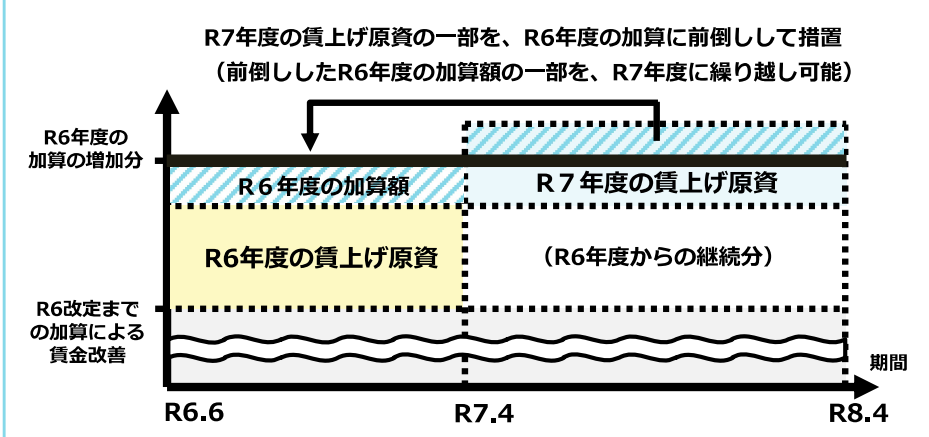 R7年度の賃上げ原資の一部を、R6年度の加算に前倒しして措置
(前倒ししたR6年度の加算額の一部を、R7年度に繰り越し可能)
R6年度の
加算の増加分
R6年度の加算額
R7年度の賃上げ原資
R6年度の賃上げ原資
(R6年度からの継続分)
R6改定まで
の加算による
賃金改善
期間
R6.6
R7.4
R8.4